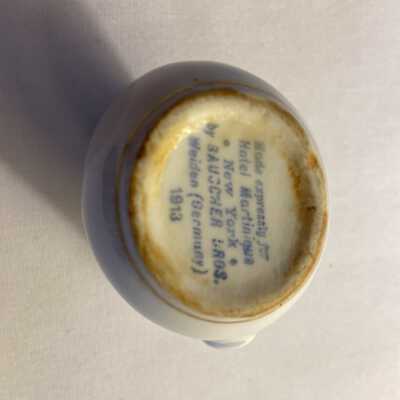 Made expressly for
Hotel Martinique
• New York •
by BAUSCHER BROS.
Weiden (Germany)
1913